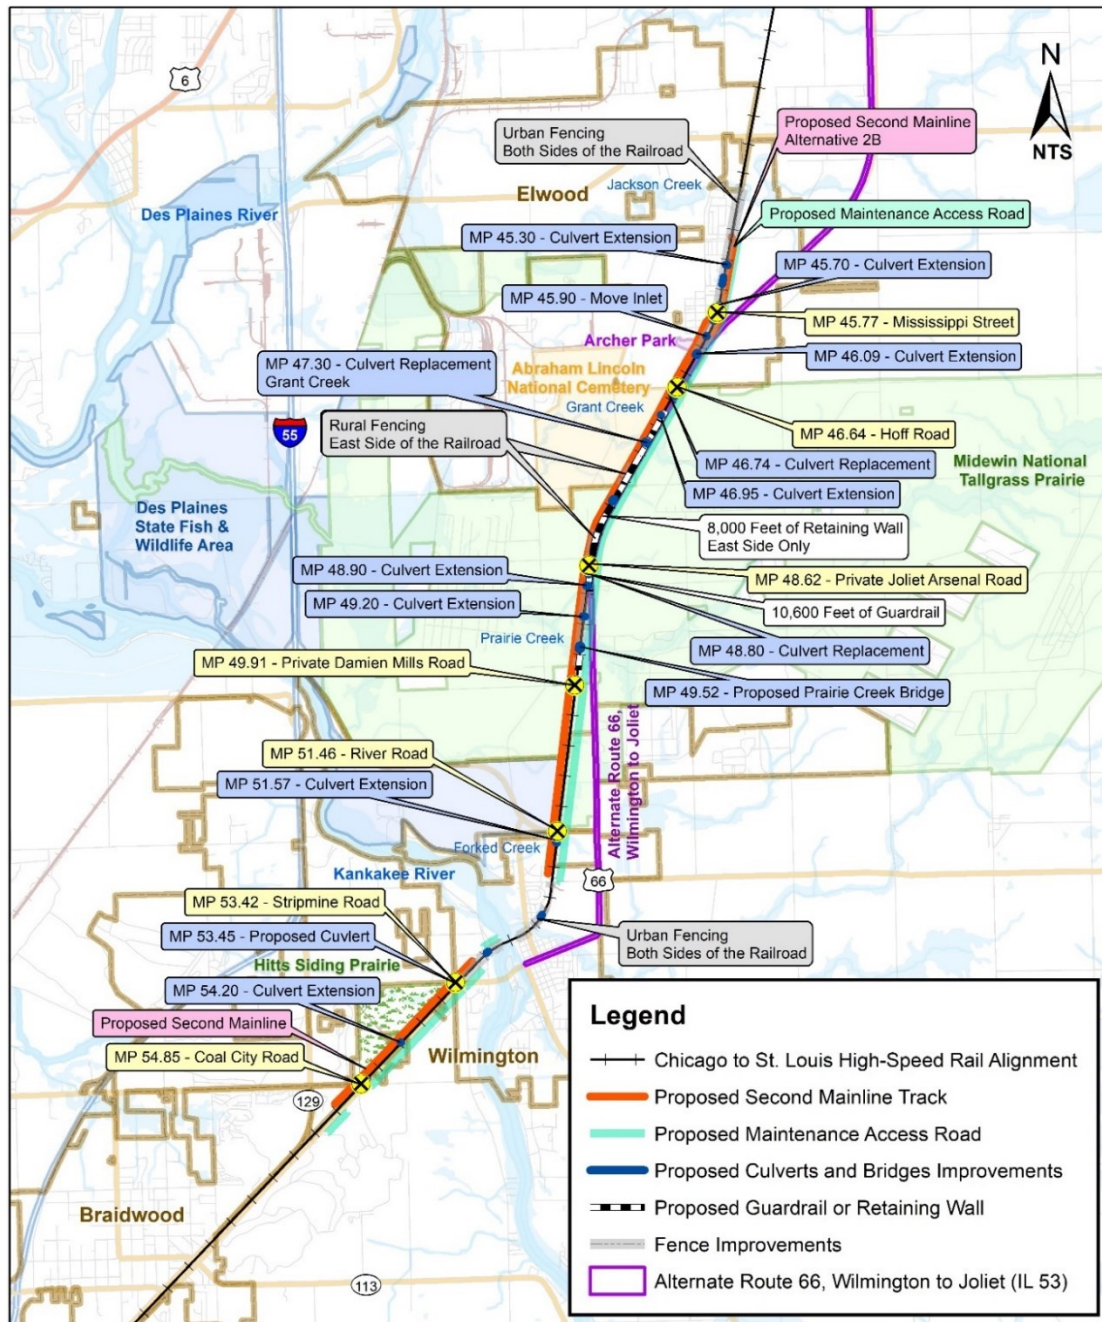 6
N
NTS
Urban Fencing
Both Sides of the Railroad
Proposed Second Mainline
Alternative 2B
Jackson Creek
Elwood
Des Plaines River
Proposed Maintenance Access Road
MP 45.30 - Culvert Extension
MP 45.70 - Culvert Extension
MP 45.90 - Move Inlet
MP 45.77 - Mississippi Street
Archer Park
MP 46.09 - Culvert Extension
MP 47.30 - Culvert Replacement
Grant Creek
Abraham Lincoln
National Cemetery
Grant Creek
Rural Fencing
East Side of the Railroad
55
MP 46.64 - Hoff Road
MP 46.74 - Culvert Replacement
Midewin National
Tallgrass Prairie
MP 46.95 - Culvert Extension
Des Plaines
State Fish &
Wildlife Area
8,000 Feet of Retaining Wall
East Side Only
MP 48.90 - Culvert Extension
MP 48.62 - Private Joliet Arsenal Road
MP 49.20 - Culvert Extension
10,600 Feet of Guardrail
Prairie Creek
MP 48.80 - Culvert Replacement
MP 49.91 - Private Damien Mills Road
MP 49.52 - Proposed Prairie Creek Bridge
MP 51.46 - River Road
MP 51.57 - Culvert Extension
Alternate Route 66,
Wilmington to Joliet
Forked Creek
Kankakee River
66
MP 53.42 - Stripmine Road
MP 53.45 - Proposed Cuvlert
Urban Fencing
Both Sides of the Railroad
Hitts Siding Prairie
MP 54.20 - Culvert Extension
Proposed Second Mainline
Wilmington
MP 54.85 - Coal City Road
129
Braidwood
113
Legend
Chicago to St. Louis High-Speed Rail Alignment
Proposed Second Mainline Track
Proposed Maintenance Access Road
Proposed Culverts and Bridges Improvements
Proposed Guardrail or Retaining Wall
Fence Improvements
Alternate Route 66, Wilmington to Joliet (IL 53)